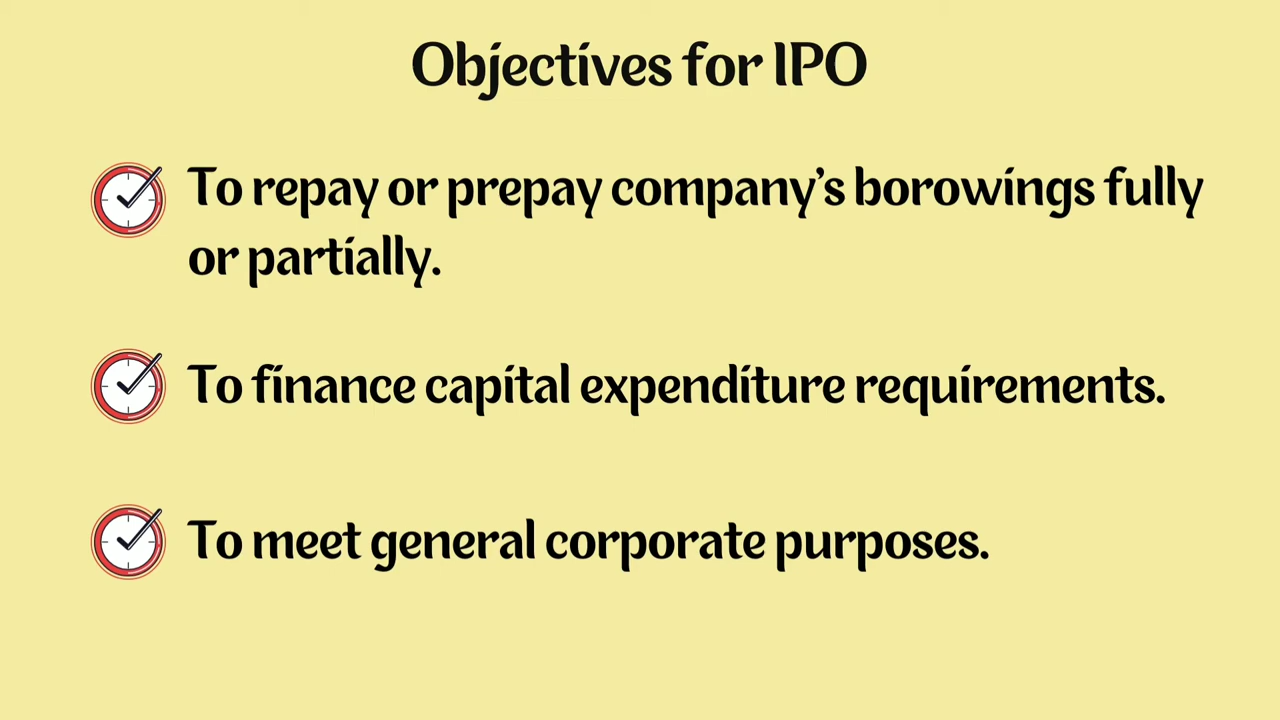 Objectives for IPO
To repay or prepay company's borowings fully
or partially.
To finance capital expenditure requirements.
To meet general corporate purposes.